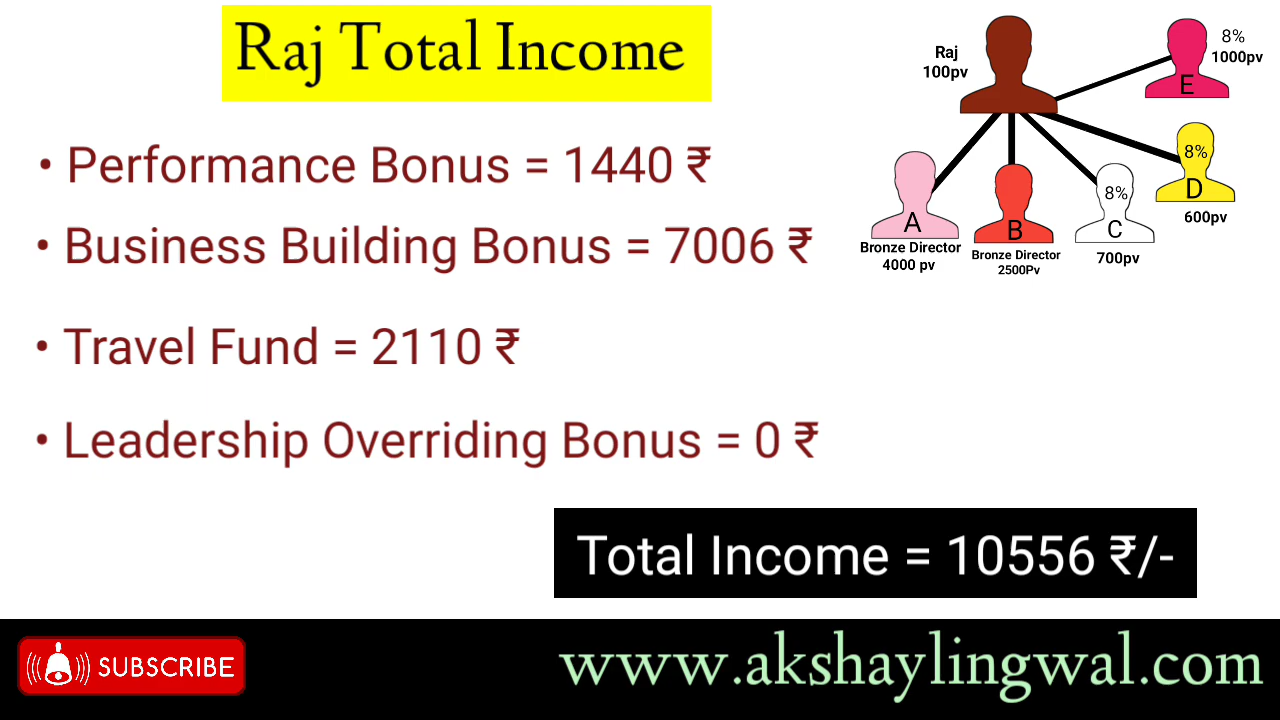 Raj Total Income
• Performance Bonus = 1440 ₹
• Business Building Bonus = 7006 ₹
• Travel Fund = 2110 ₹
• Leadership Overriding Bonus = 0 ₹
Total Income = 10556 ₹/-
Raj
100pv
8%
1000pv
E
8%
D
600pv
A
Bronze Director
4000 pv
B
Bronze Director
2500Pv
8%
C
700pv
SUBSCRIBE
www.akshaylingwal.com